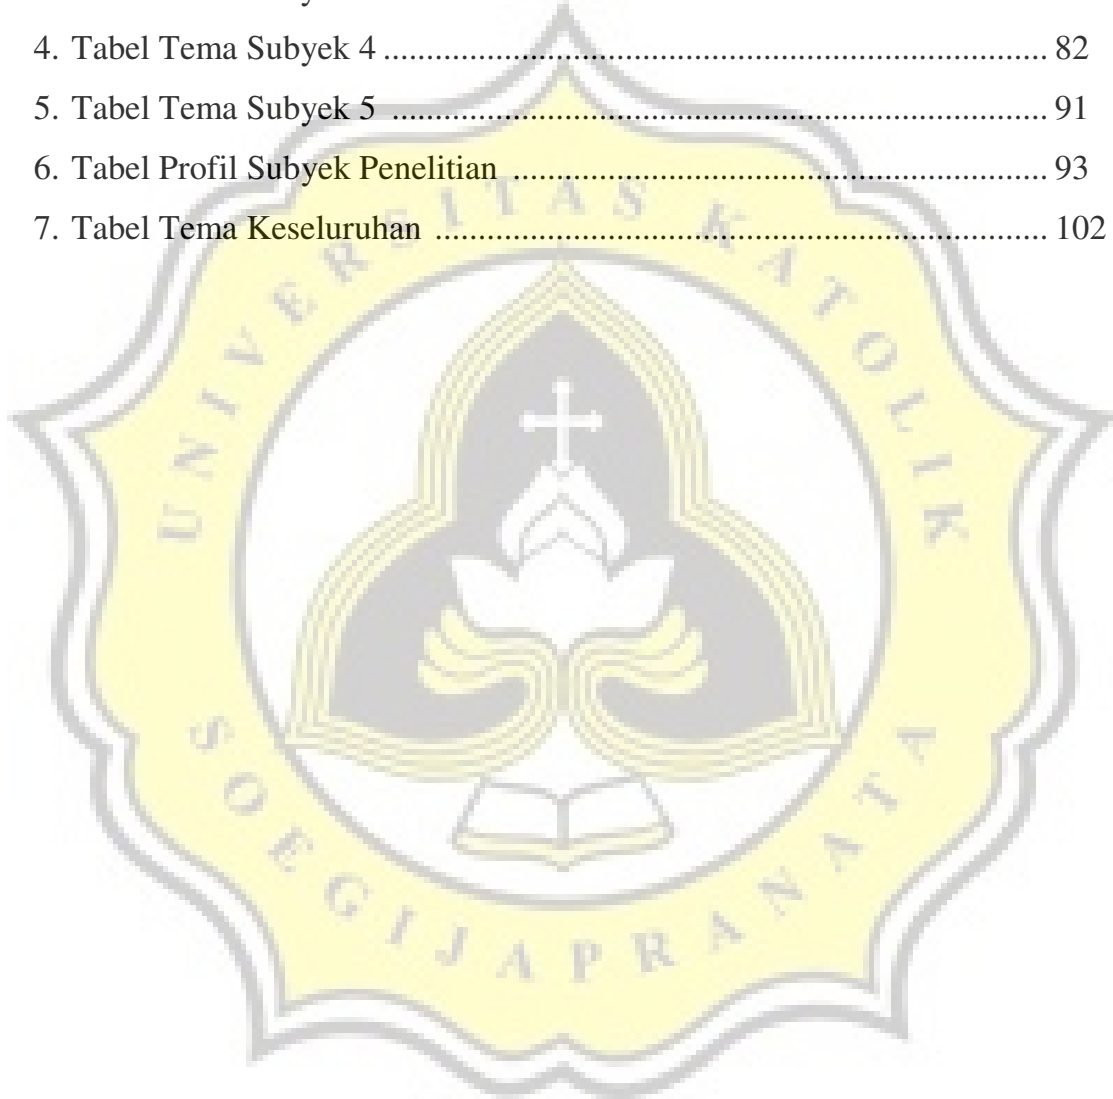 4. Tabel Tema Subyek 4 ............................................................................. 82
5. Tabel Tema Subyek 5 ............................................................................ 91
6. Tabel Profil Subyek Penelitian .............................................................. 93
7. Tabel Tema Keseluruhan ....................................................................... 102
UNIVERSITAS KATOLIK
SOEGIJAPRANATA